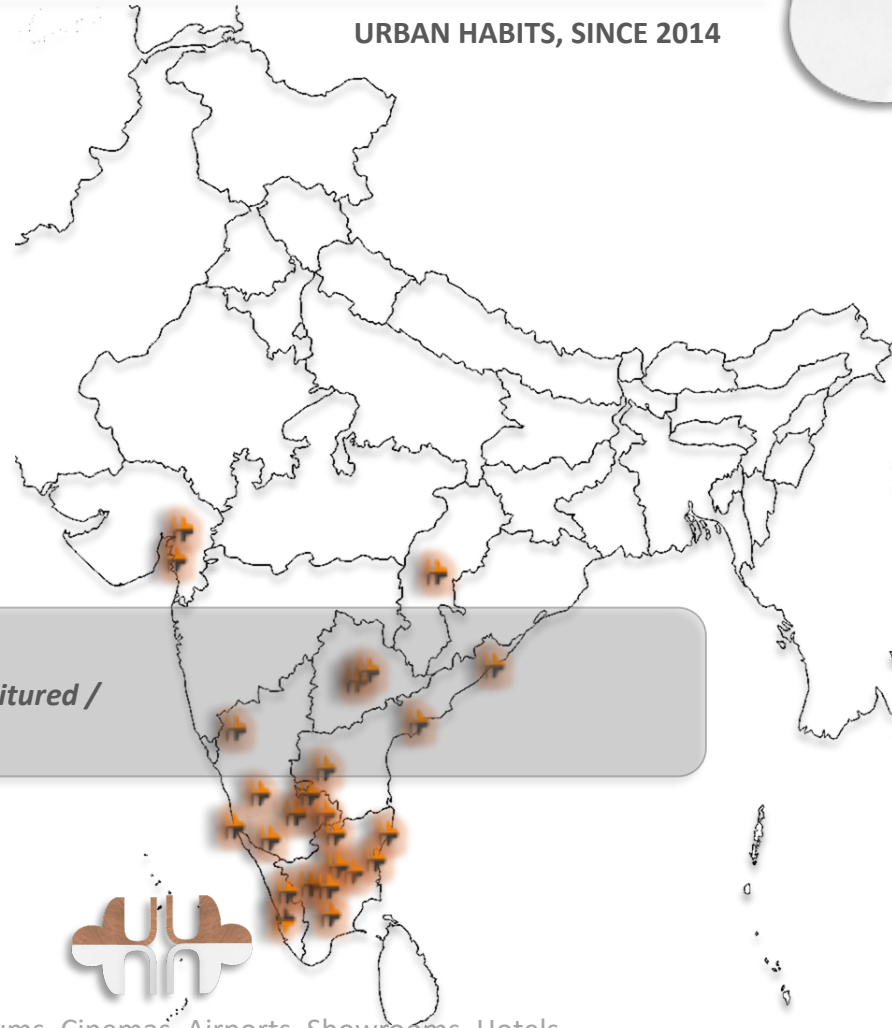 URBAN HABITS, SINCE 2014
itured /
ums, Cinemas, Airports, Showrooms, Hotels,